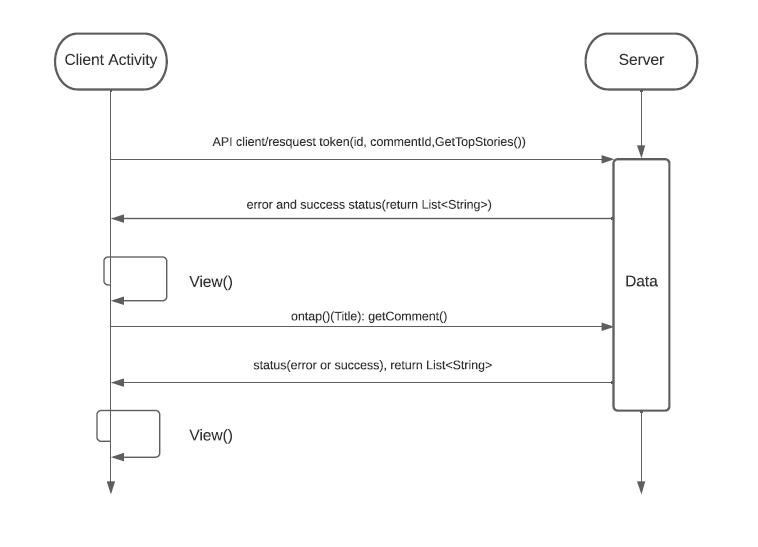 Client Activity
Server
API client/resquest token(id, commentId,GetTopStories())
error and success status(return List<String>)
View()
Data
ontap()(Title): getComment()
status(error or success), return List<String>
View()